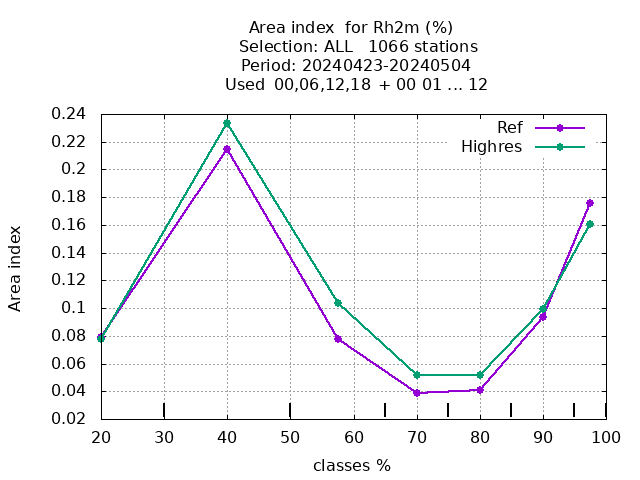 Area index  for Rh2m (%)
Selection: ALL   1066 stations
Period: 20240423-20240504
Used  00,06,12,18 + 00 01 ... 12
Ref
Highres
0.24
0.22
0.2
0.18
0.16
0.14
0.12
0.1
0.08
0.06
0.04
0.02
Area index
20 30 40 50 60 70 80 90 100
classes %